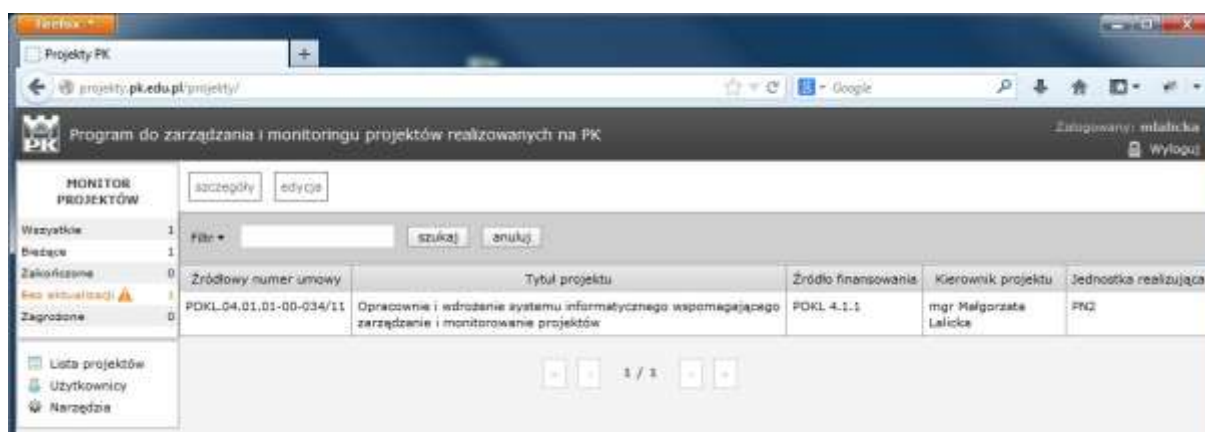 Firefox
Projekty PK
+
projekty.pk.edu.pl/projekty/
Google
PK Program do zarządzania i monitoringu projektów realizowanych na PK
Zalogowany: mlalicka
Wyloguj
MONITOR
PROJEKTÓW
szczegóły edycja
Wszystkie 1
Bieżące 1
Zakończone 0
Bez aktualizacji 1
Zagrożone 0
Filtr szukaj anuluj
Źródłowy numer umowy Tytuł projektu Źródło finansowania Kierownik projektu Jednostka realizująca
POKL.04.01.01-00-034/11 Opracownie i wdrożenie systemu informatycznego wspomagającego POKL 4.1.1 mgr Małgorzata PN2
zarządzanie i monitorowanie projektów Lalicka
1 / 1
Lista projektów
Użytkownicy
Narzędzia